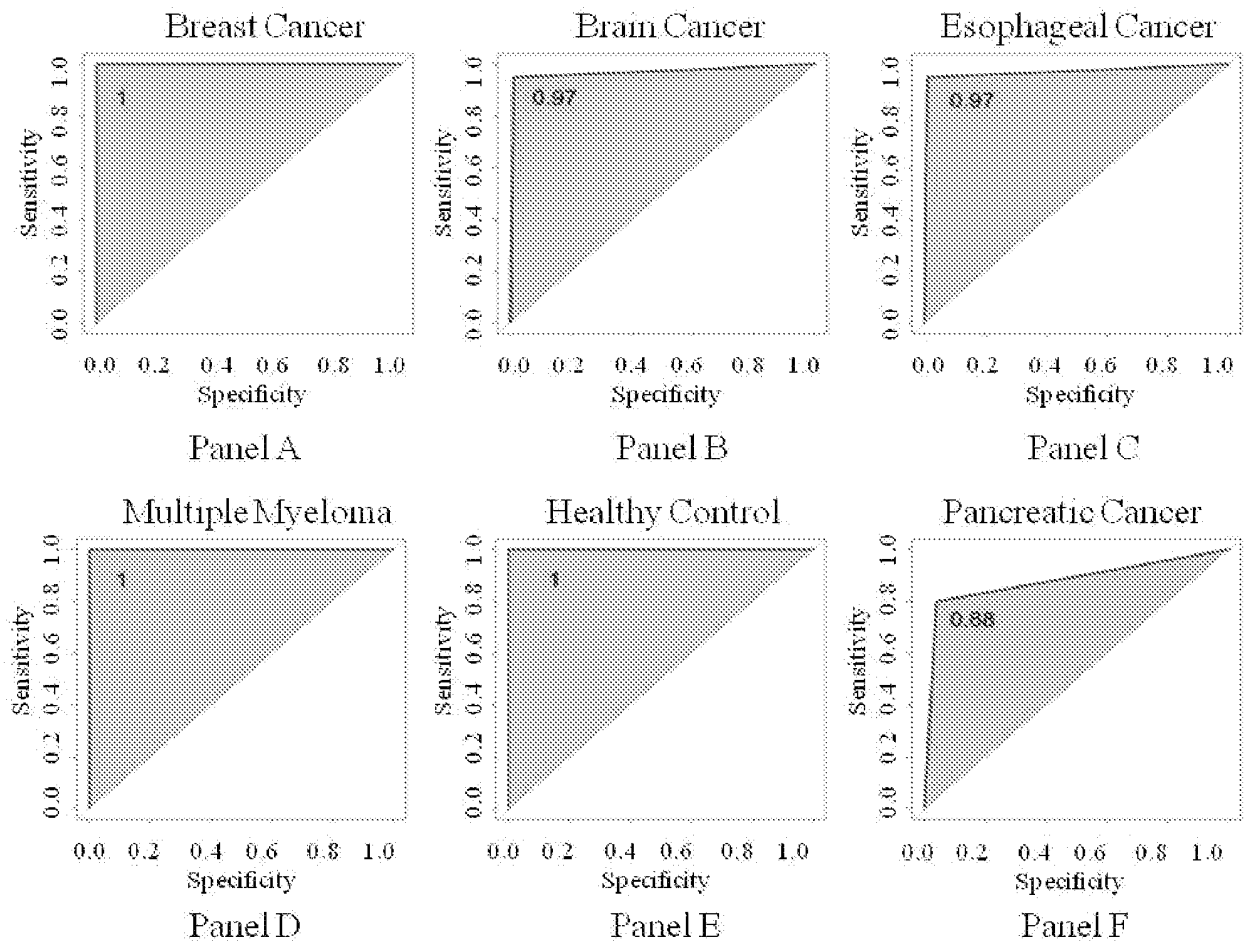 Breast Cancer
Brain Cancer
Esophageal Cancer
Sensitivity
0.0 0.2 0.4 0.6 0.8 1.0
1
0.0 0.2 0.4 0.6 0.8 1.0
Specificity
Panel A
Sensitivity
0.0 0.2 0.4 0.6 0.8 1.0
0.97
0.0 0.2 0.4 0.6 0.8 1.0
Specificity
Panel B
Sensitivity
0.0 0.2 0.4 0.6 0.8 1.0
0.97
0.0 0.2 0.4 0.6 0.8 1.0
Specificity
Panel C
Multiple Myeloma
Healthy Control
Pancreatic Cancer
Sensitivity
0.0 0.2 0.4 0.6 0.8 1.0
1
0.0 0.2 0.4 0.6 0.8 1.0
Specificity
Panel D
Sensitivity
0.0 0.2 0.4 0.6 0.8 1.0
1
0.0 0.2 0.4 0.6 0.8 1.0
Specificity
Panel E
Sensitivity
0.0 0.2 0.4 0.6 0.8 1.0
0.88
0.0 0.2 0.4 0.6 0.8 1.0
Specificity
Panel F